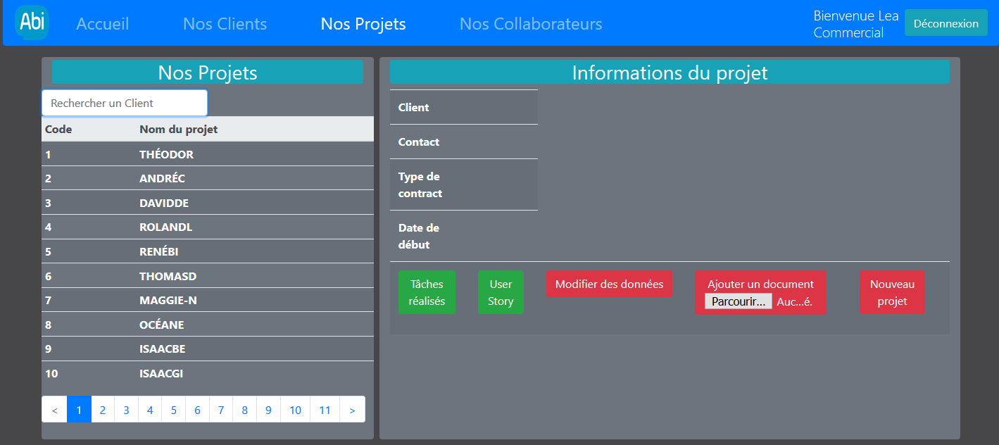 Abi
Accueil
Nos Clients
Nos Projets
Nos Collaborateurs
Bienvenue Lea
Commercial
Déconnexion
Nos Projets
Rechercher un Client
Code Nom du projet
1 THÉODOR
2 ANDRÉC
3 DAVIDDE
4 ROLANDL
5 RENÉBI
6 THOMASD
7 MAGGIE-N
8 OCÉANE
9 ISAACBE
10 ISAACGI
< 1 2 3 4 5 6 7 8 9 10 11 >
Informations du projet
Client
Contact
Type de
contract
Date de
début
Tâches
réalisés
User
Story
Modifier des données
Ajouter un document
Parcourir... Auc...é.
Nouveau
projet